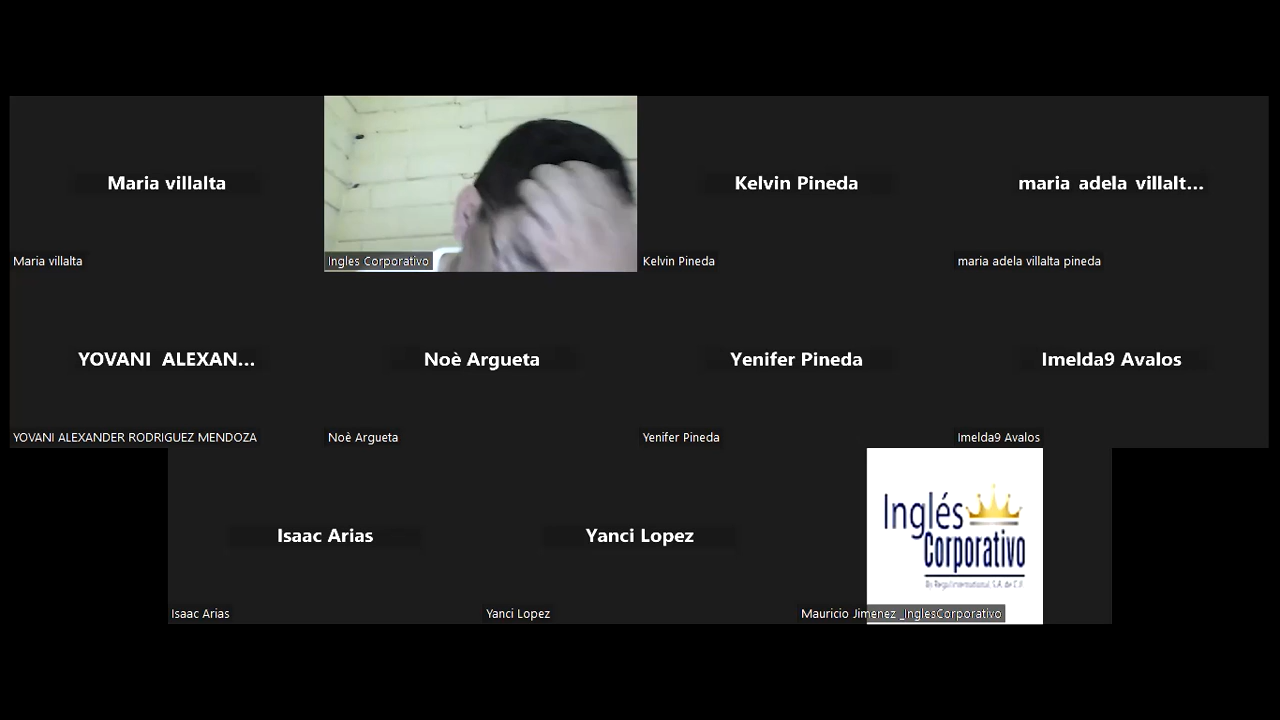 Maria villalta
Kelvin Pineda
maria adela villalt...
Maria villalta
Ingles Corporativo
Kelvin Pineda
maria adela villalta pineda
YOVANI ALEXAN...
Noè Argueta
Yenifer Pineda
Imelda9 Avalos
YOVANI ALEXANDER RODRIGUEZ MENDOZA
Noè Argueta
Yenifer Pineda
Imelda9 Avalos
Inglés
Corporativo
Isaac Arias
Yanci Lopez
Isaac Arias
Yanci Lopez
Mauricio Jimenez _InglesCorporativo